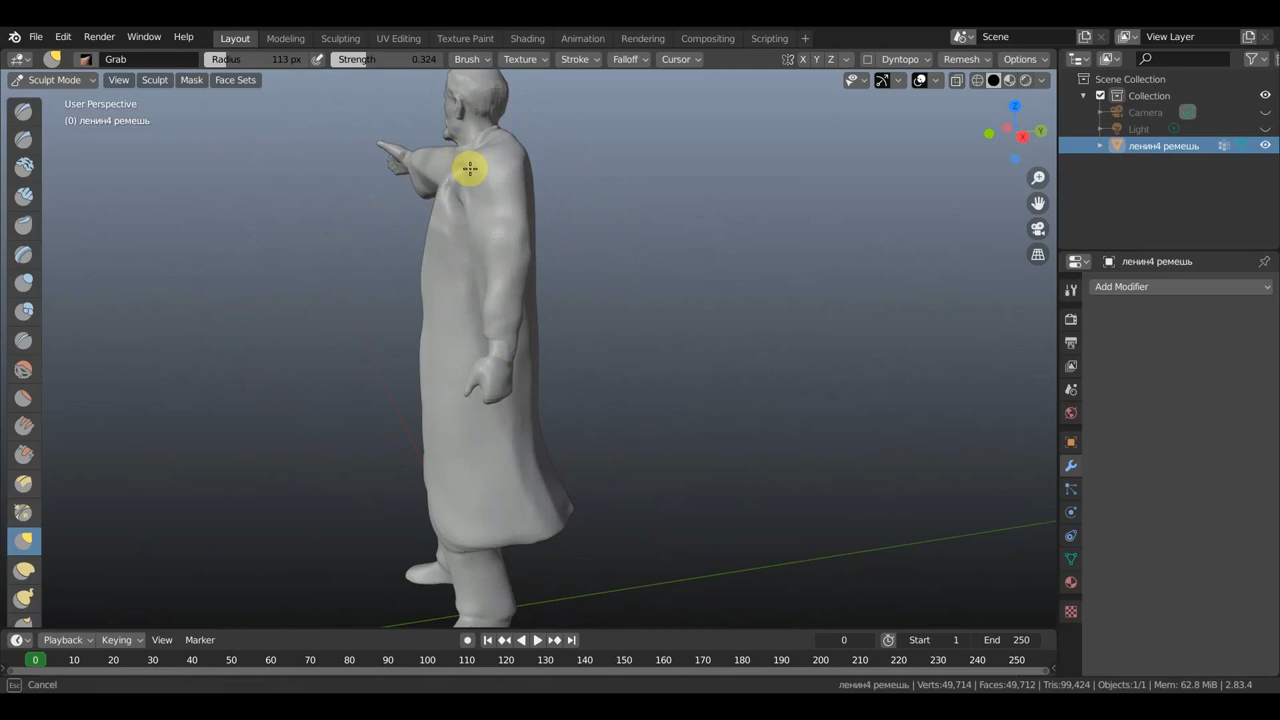 File Edit Render Window Help Layout Modeling Sculpting UV Editing Texture Paint Shading Animation Rendering Compositing Scripting + Scene View Layer
Grab Radius 113 px Strength 0.324 Brush Texture Stroke Falloff Cursor X Y Z Dyntopo Remesh Options
Sculpt Mode View Sculpt Mask Face Sets
Scene Collection
Collection
Camera
Light
ленин4 ремешь
User Perspective
(0) ленин4 ремешь
Z
Y
X
ленин4 ремешь
Add Modifier
Playback Keying View Marker 0 Start 1 End 250
0 10 20 30 40 50 60 70 80 90 100 110 120 130 140 150 160 170 180 190 200 210 220 230 240 250
Esc Cancel ленин4 ремешь | Verts:49,714 | Faces:49,712 | Tris:99,424 | Objects:1/1 | Mem: 62.8 MiB | 2.83.4